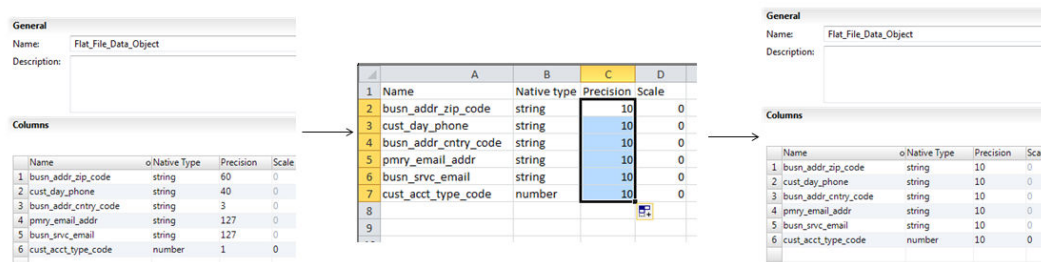 General
Name: Flat_File_Data_Object
Description:
Columns
Name o Native Type Precision Scale
1 busn_addr_zip_code string 60 0
2 cust_day_phone string 40 0
3 busn_addr_cntry_code string 3 0
4 pmry_email_addr string 127 0
5 busn_srvc_email string 127 0
6 cust_acct_type_code number 1 0
A B C D
1 Name Native type Precision Scale
2 busn_addr_zip_code string 10 0
3 cust_day_phone string 10 0
4 busn_addr_cntry_code string 10 0
5 pmry_email_addr string 10 0
6 busn_srvc_email string 10 0
7 cust_acct_type_code number 10 0
8
9
General
Name: Flat_File_Data_Object
Description:
Columns
Name o Native Type Precision Sca
1 busn_addr_zip_code string 10 0
2 cust_day_phone string 10 0
3 busn_addr_cntry_code string 10 0
4 pmry_email_addr string 10 0
5 busn_srvc_email string 10 0
6 cust_acct_type_code number 10 0